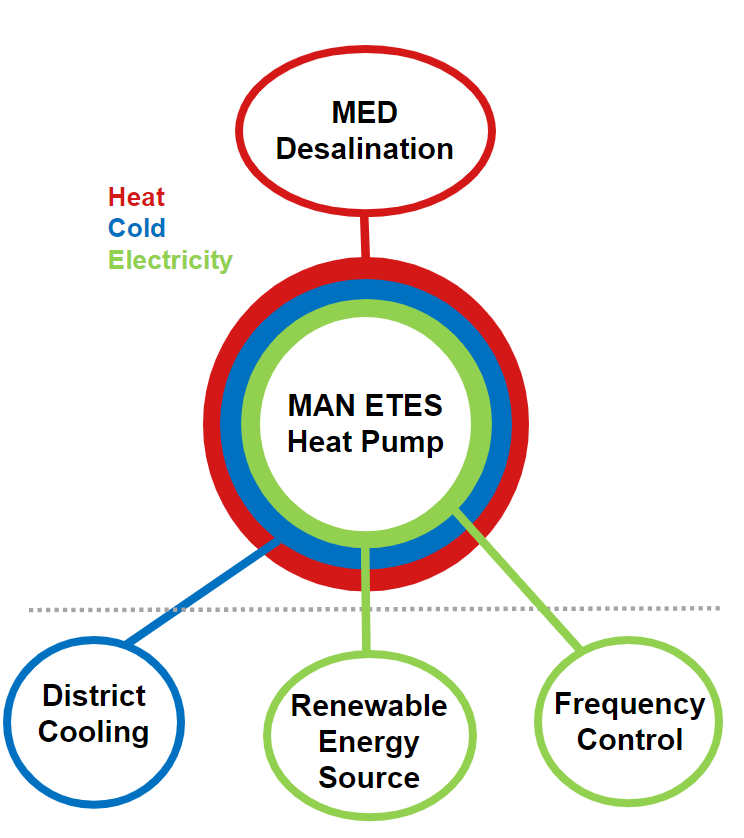 MED
Desalination
Heat
Cold
Electricity
MAN ETES
Heat Pump
District
Cooling
Renewable
Energy
Source
Frequency
Control